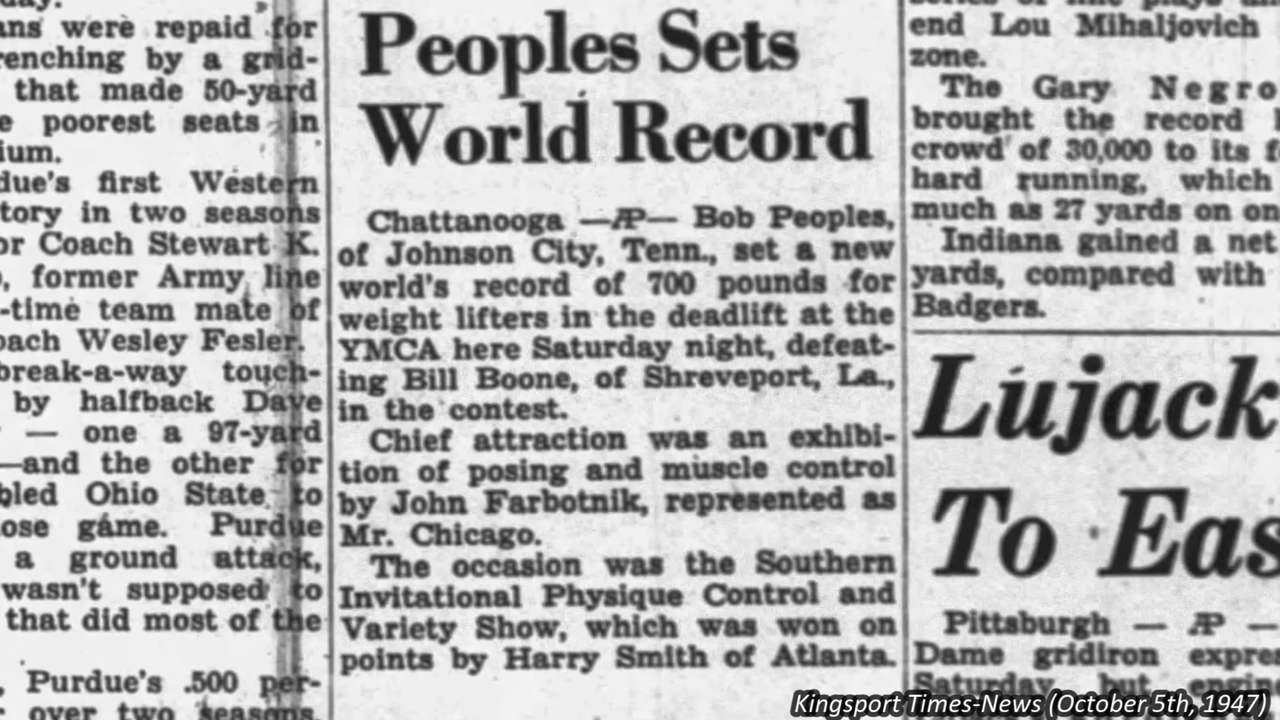 ans were repaid for
enching by a grid-
that made 50-yard
e poorest seats in
ium.
due's first Western
tory in two seasons
or Coach Stewart K.
, former Army line
-time team mate of
oach Wesley Fesler.
break-a-way touch-
by halfback Dave
— one a 97-yard
—and the other for
bled Ohio State to
ose game. Purdue
a ground attack,
wasn't supposed to
that did most of the
, Purdue's .500 per-
over two seasons
Peoples Sets
World Record
Chattanooga —AP— Bob Peoples,
of Johnson City, Tenn., set a new
world's record of 700 pounds for
weight lifters in the deadlift at the
YMCA here Saturday night, defeat-
ing Bill Boone, of Shreveport, La.,
in the contest.
Chief attraction was an exhibi-
tion of posing and muscle control
by John Farbotnik, represented as
Mr. Chicago.
The occasion was the Southern
Invitational Physique Control and
Variety Show, which was won on
points by Harry Smith of Atlanta.
end Lou Mihaljovich
zone.
The Gary Negro
brought the record
crowd of 30,000 to its f
hard running, which
much as 27 yards on on
Indiana gained a net
yards, compared with
Badgers.
Lujack
To Eas
Pittsburgh — AP —
Dame gridiron expre
Saturday but engin
Kingsport Times-News (October 5th, 1947)